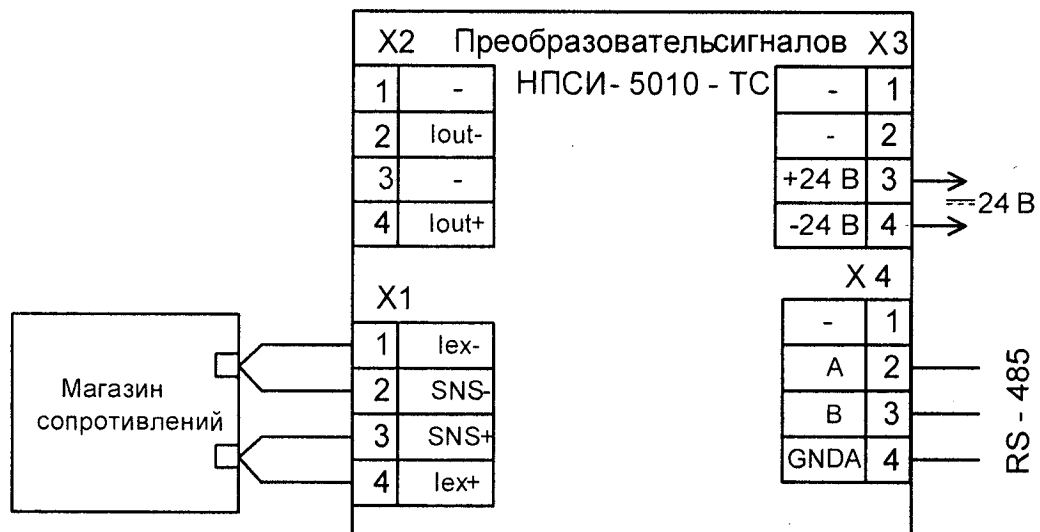 X2 Преобразовательсигналов X3
НПСИ- 5010 - ТС
1 -
2 Iout-
3 -
4 Iout+
- 1
- 2
+24 В 3
-24 В 4
24 В
X1
1 Iex-
2 SNS-
3 SNS+
4 Iex+
Магазин
сопротивлений
X 4
- 1
A 2
B 3
GNDA 4
RS - 485